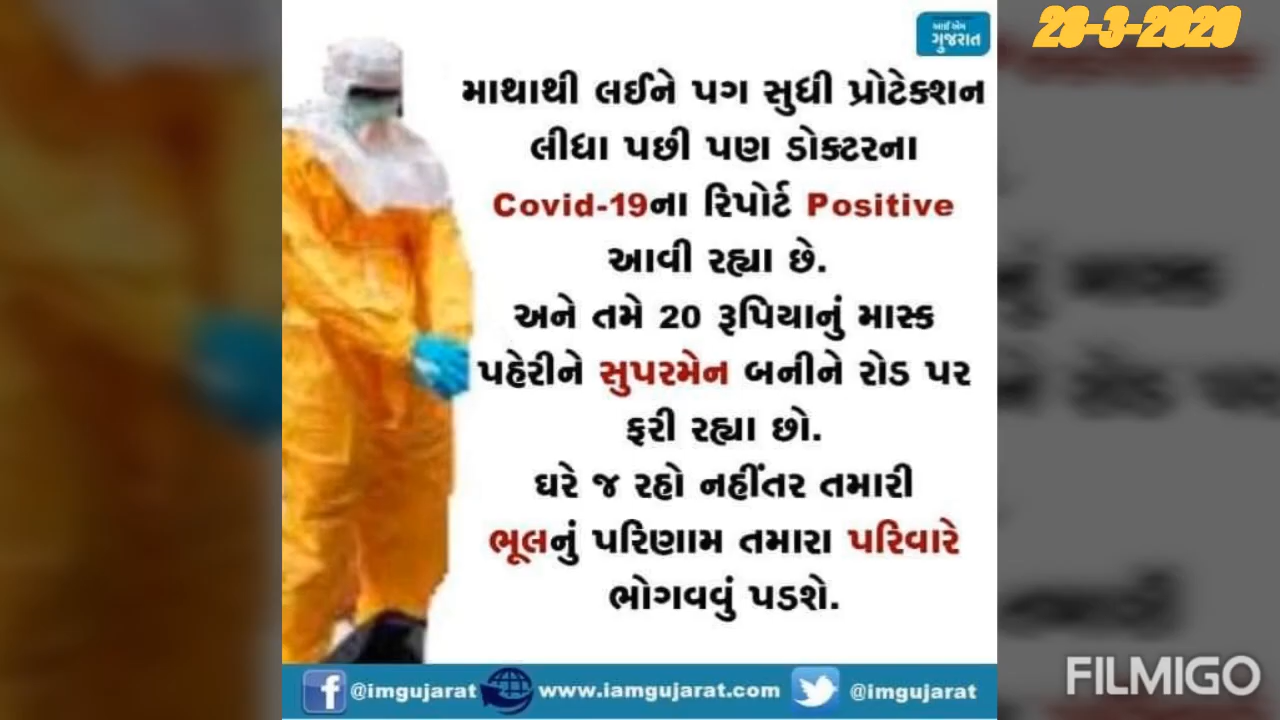 આઈ એમ
ગુજરાત
28-3-2020
માથાથી લઈને પગ સુધી પ્રોટેક્શન
લીધા પછી પણ ડોક્ટરના
Covid-19ના રિપોર્ટ Positive
આવી રહ્યા છે.
અને તમે 20 રૂપિયાનું માસ્ક
પહેરીને સુપરમેન બનીને રોડ પર
ફરી રહ્યા છો.
ઘરે જ રહો નહીંતર તમારી
ભૂલનું પરિણામ તમારા પરિવારે
ભોગવવું પડશે.
@imgujarat www.iamgujarat.com @imgujarat
FILMIGO